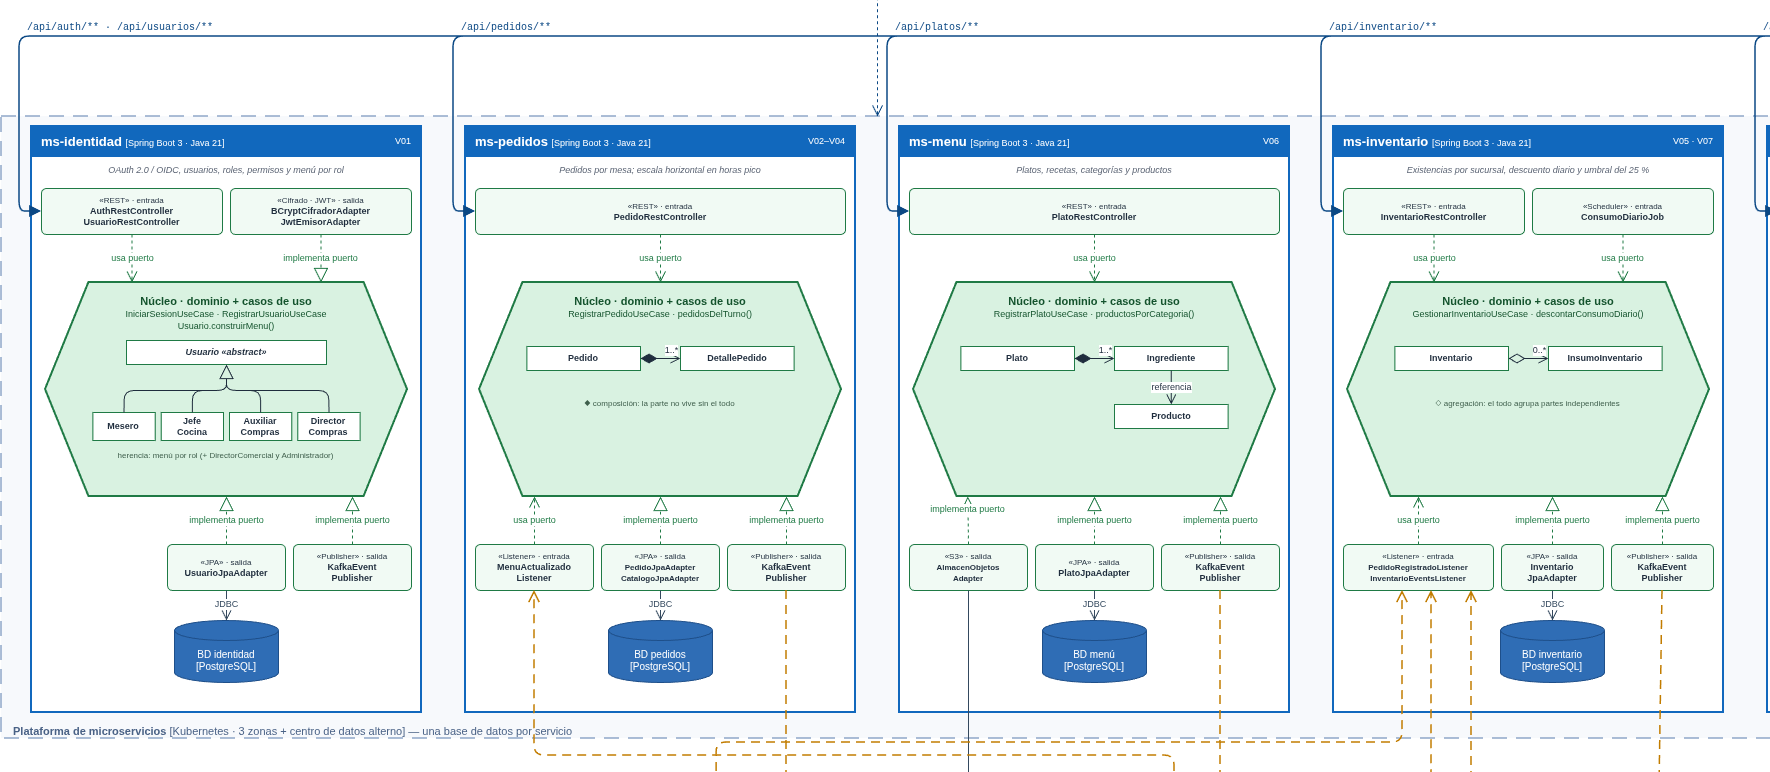 /api/auth/** · /api/usuarios/**
/api/pedidos/**
/api/platos/**
/api/inventario/**
ms-identidad [Spring Boot 3 · Java 21]
V01
OAuth 2.0 / OIDC, usuarios, roles, permisos y menú por rol
«REST» · entrada
AuthRestController
UsuarioRestController
«Cifrado · JWT» · salida
BCryptCifradorAdapter
JwtEmisorAdapter
usa puerto
implementa puerto
Núcleo · dominio + casos de uso
IniciarSesionUseCase · RegistrarUsuarioUseCase
Usuario.construirMenu()
Usuario «abstract»
Mesero
Jefe
Cocina
Auxiliar
Compras
Director
Compras
herencia: menú por rol (+ DirectorComercial y Administrador)
implementa puerto
implementa puerto
«JPA» · salida
UsuarioJpaAdapter
«Publisher» · salida
KafkaEvent
Publisher
JDBC
BD identidad
[PostgreSQL]
ms-pedidos [Spring Boot 3 · Java 21]
V02–V04
Pedidos por mesa; escala horizontal en horas pico
«REST» · entrada
PedidoRestController
usa puerto
Núcleo · dominio + casos de uso
RegistrarPedidoUseCase · pedidosDelTurno()
Pedido
1..*
DetallePedido
◆ composición: la parte no vive sin el todo
usa puerto
implementa puerto
implementa puerto
«Listener» · entrada
MenuActualizado
Listener
«JPA» · salida
PedidoJpaAdapter
CatalogoJpaAdapter
«Publisher» · salida
KafkaEvent
Publisher
JDBC
BD pedidos
[PostgreSQL]
ms-menu [Spring Boot 3 · Java 21]
V06
Platos, recetas, categorías y productos
«REST» · entrada
PlatoRestController
usa puerto
Núcleo · dominio + casos de uso
RegistrarPlatoUseCase · productosPorCategoria()
Plato
1..*
Ingrediente
referencia
Producto
implementa puerto
implementa puerto
implementa puerto
«S3» · salida
AlmacenObjetos
Adapter
«JPA» · salida
PlatoJpaAdapter
«Publisher» · salida
KafkaEvent
Publisher
JDBC
BD menú
[PostgreSQL]
ms-inventario [Spring Boot 3 · Java 21]
V05 · V07
Existencias por sucursal, descuento diario y umbral del 25 %
«REST» · entrada
InventarioRestController
«Scheduler» · entrada
ConsumoDiarioJob
usa puerto
usa puerto
Núcleo · dominio + casos de uso
GestionarInventarioUseCase · descontarConsumoDiario()
Inventario
0..*
InsumoInventario
◇ agregación: el todo agrupa partes independientes
usa puerto
implementa puerto
implementa puerto
«Listener» · entrada
PedidoRegistradoListener
InventarioEventsListener
«JPA» · salida
Inventario
JpaAdapter
«Publisher» · salida
KafkaEvent
Publisher
JDBC
BD inventario
[PostgreSQL]
Plataforma de microservicios [Kubernetes · 3 zonas + centro de datos alterno] — una base de datos por servicio